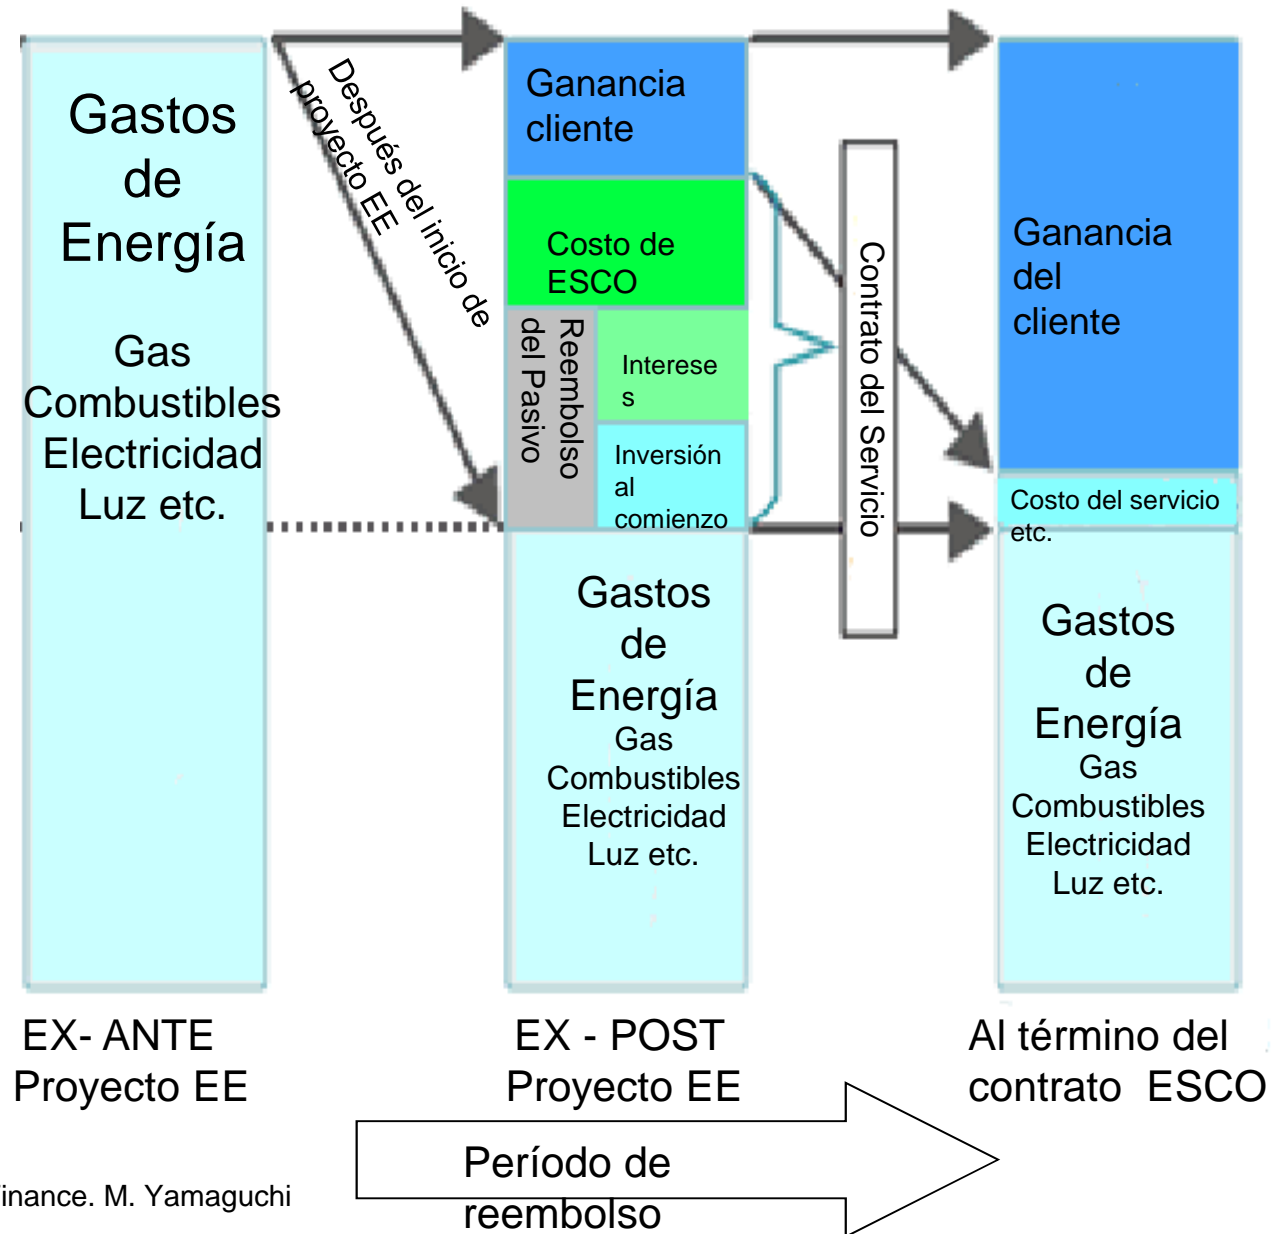 Gastos
de
Energía
Gas
Combustibles
Electricidad
Luz etc.
Después del inicio de
proyecto EE
Ganancia
cliente
Costo de
ESCO
Reembolso
del Pasivo
Interese
s
Inversión
al
comienzo
Gastos
de
Energía
Gas
Combustibles
Electricidad
Luz etc.
Contrato del Servicio
Ganancia
del
cliente
Costo del servicio
etc.
Gastos
de
Energía
Gas
Combustibles
Electricidad
Luz etc.
EX- ANTE
Proyecto EE
EX - POST
Proyecto EE
Al término del
contrato ESCO
Período de
reembolso
inance. M. Yamaguchi